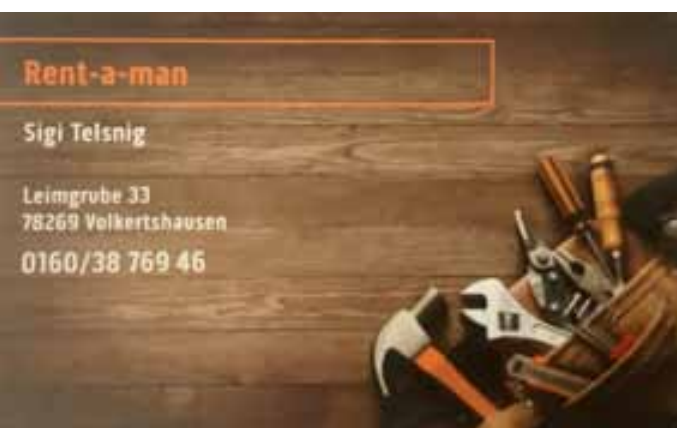 Rent-a-man
Sigi Telsnig
Leimgrube 33
78269 Volkertshausen
0160/38 769 46